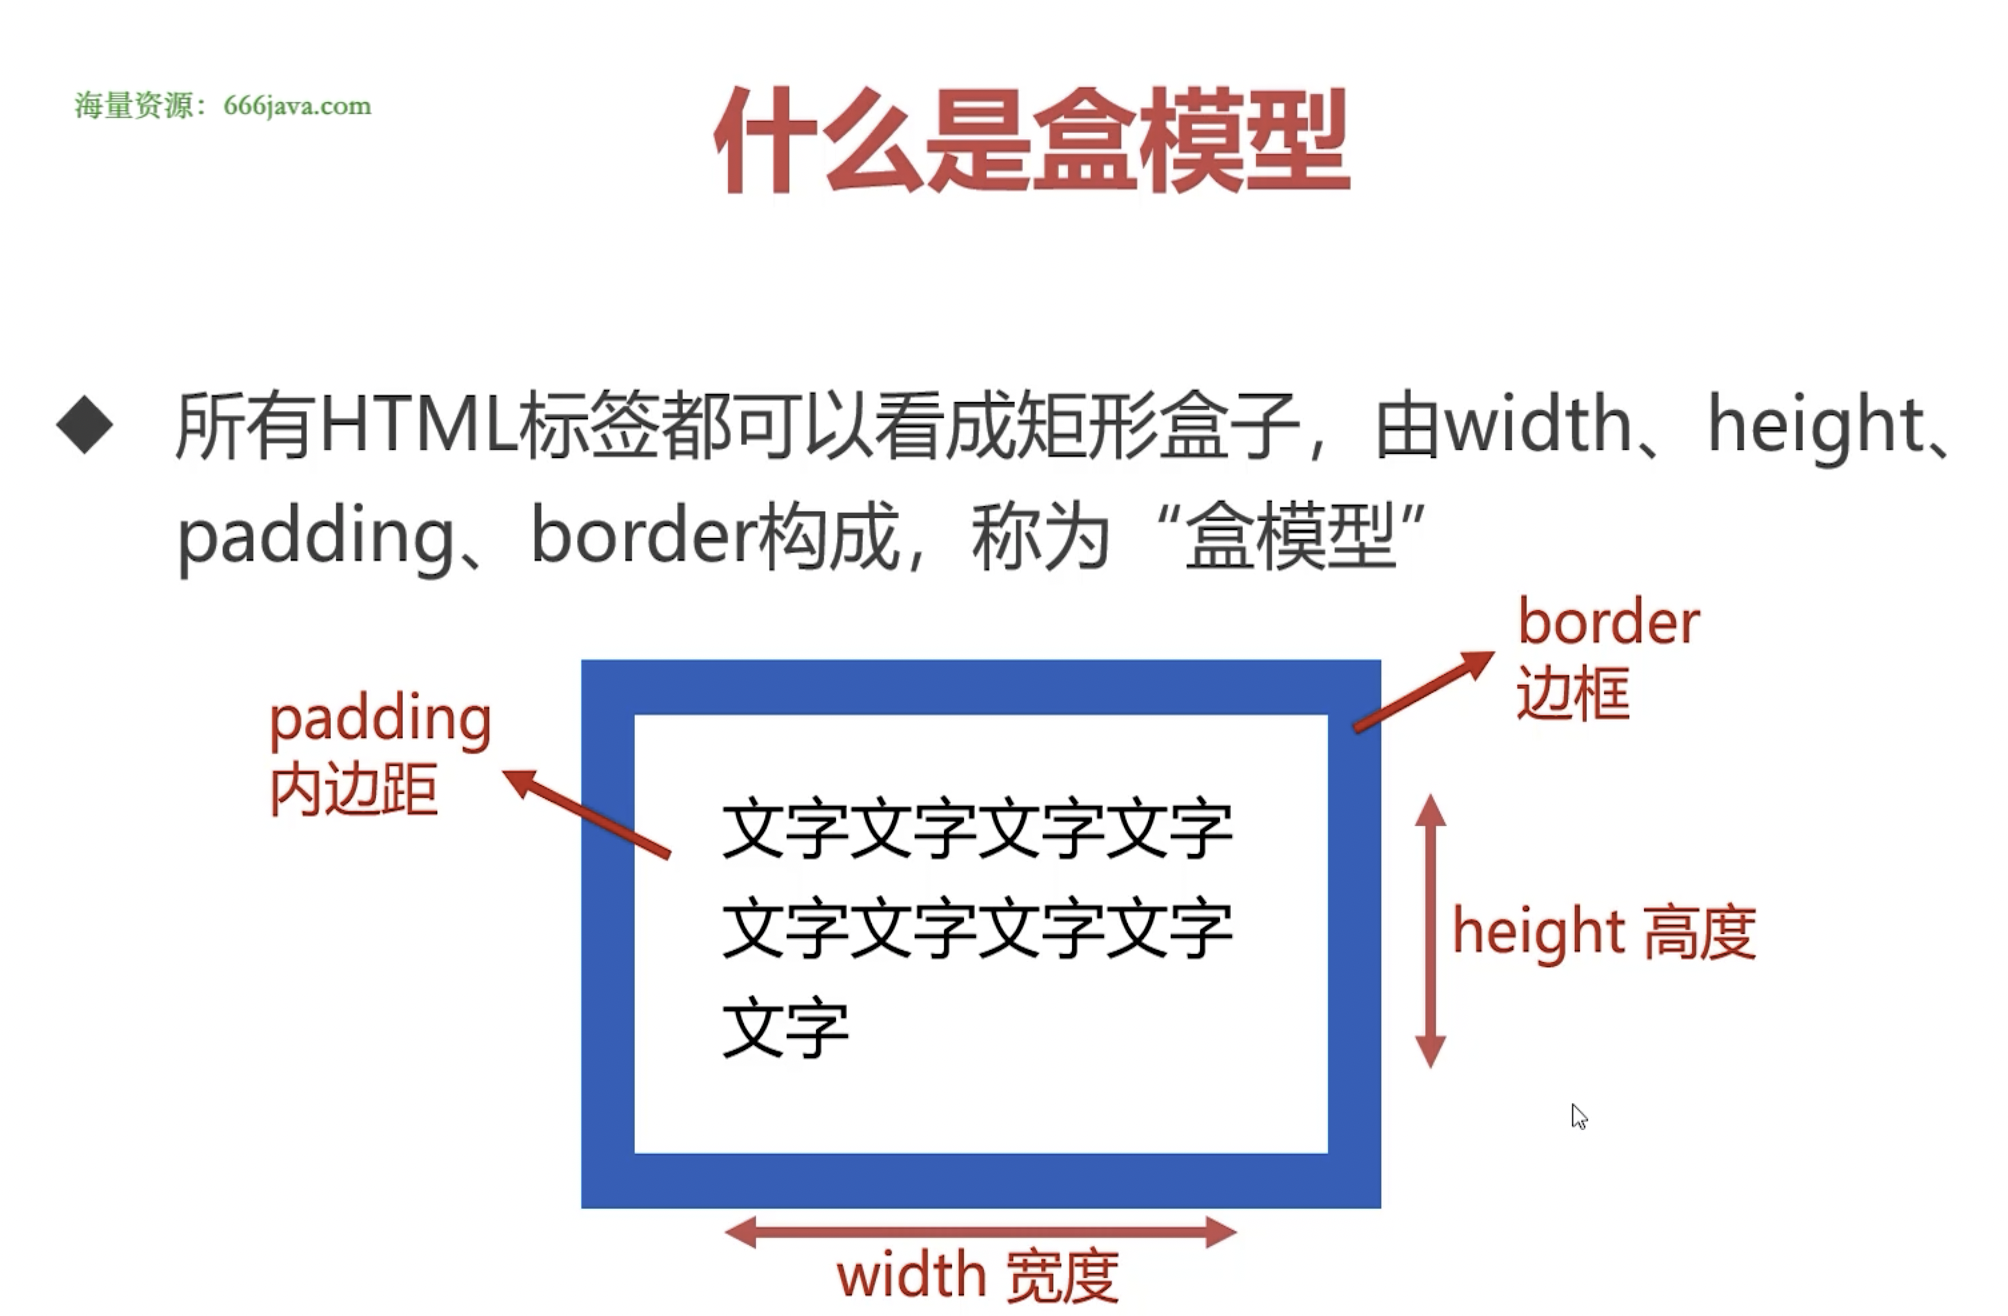 海量资源：666java.com
什么是盒模型
◆ 所有HTML标签都可以看成矩形盒子，由width、height、
padding、border构成，称为“盒模型”
border
边框
padding
内边距
文字文字文字文字
文字文字文字文字
文字
height 高度
width 宽度